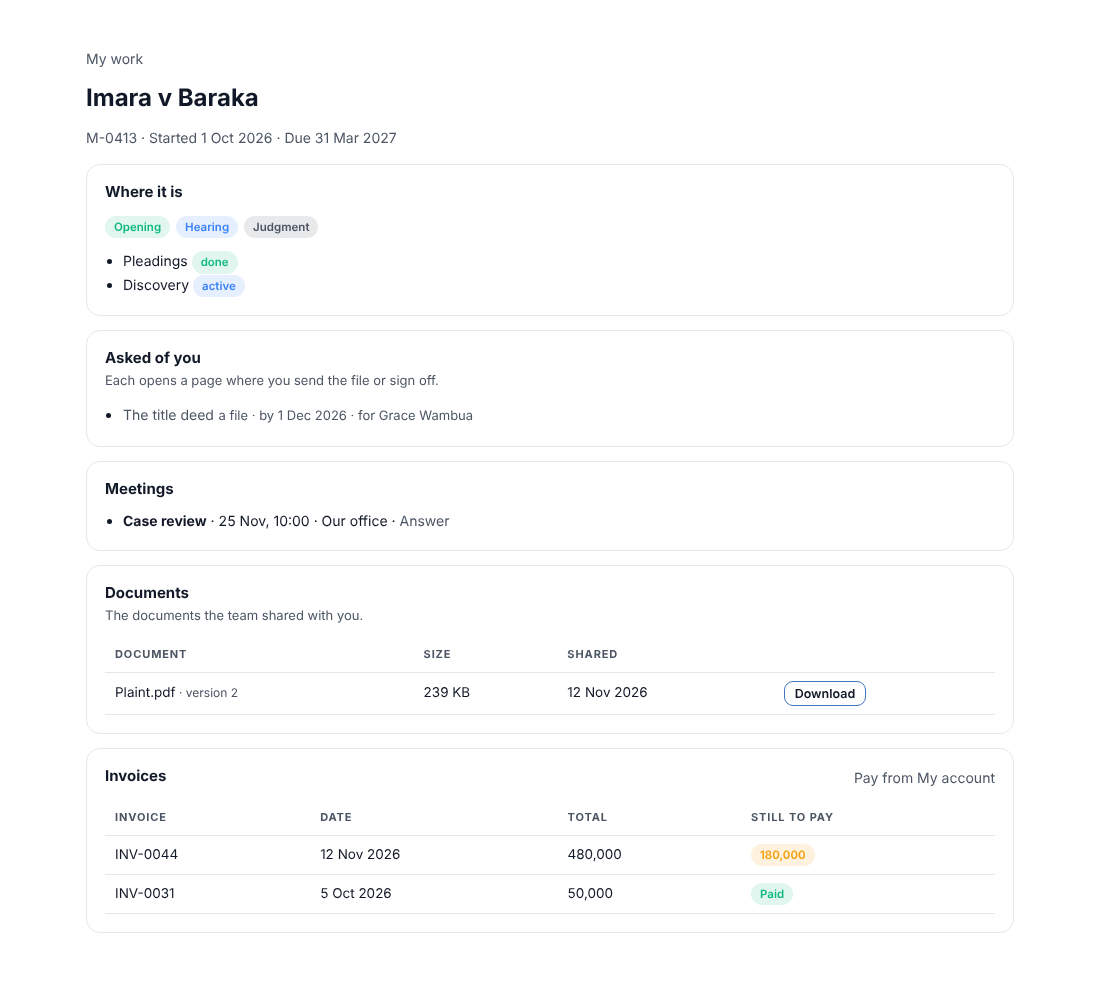 My work
Imara v Baraka
M-0413 · Started 1 Oct 2026 · Due 31 Mar 2027
Where it is
Opening Hearing Judgment
• Pleadings done
• Discovery active
Asked of you
Each opens a page where you send the file or sign off.
• The title deed a file · by 1 Dec 2026 · for Grace Wambua
Meetings
• Case review · 25 Nov, 10:00 · Our office · Answer
Documents
The documents the team shared with you.
DOCUMENT SIZE SHARED
Plaint.pdf · version 2 239 KB 12 Nov 2026 Download
Invoices Pay from My account
INVOICE DATE TOTAL STILL TO PAY
INV-0044 12 Nov 2026 480,000 180,000
INV-0031 5 Oct 2026 50,000 Paid